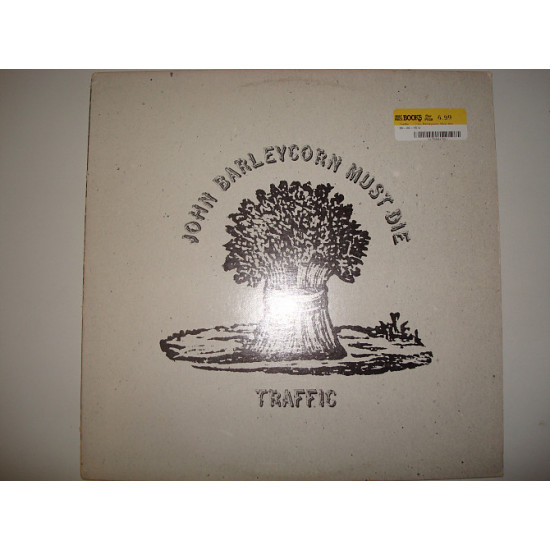 BOOKS
JOHN BARLEYCORN MUST DIE
TRAFFIC